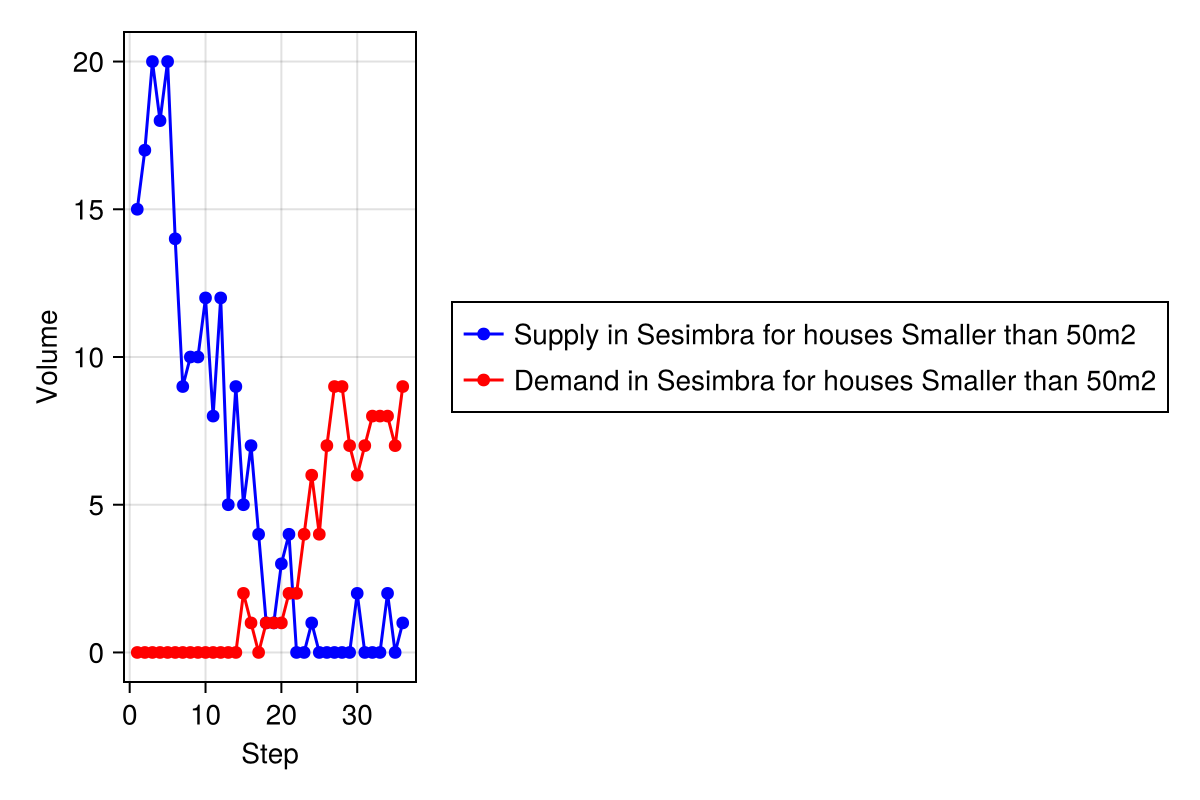 20
15
10
5
0
Volume
0 10 20 30
Step
Supply in Sesimbra for houses Smaller than 50m2
Demand in Sesimbra for houses Smaller than 50m2